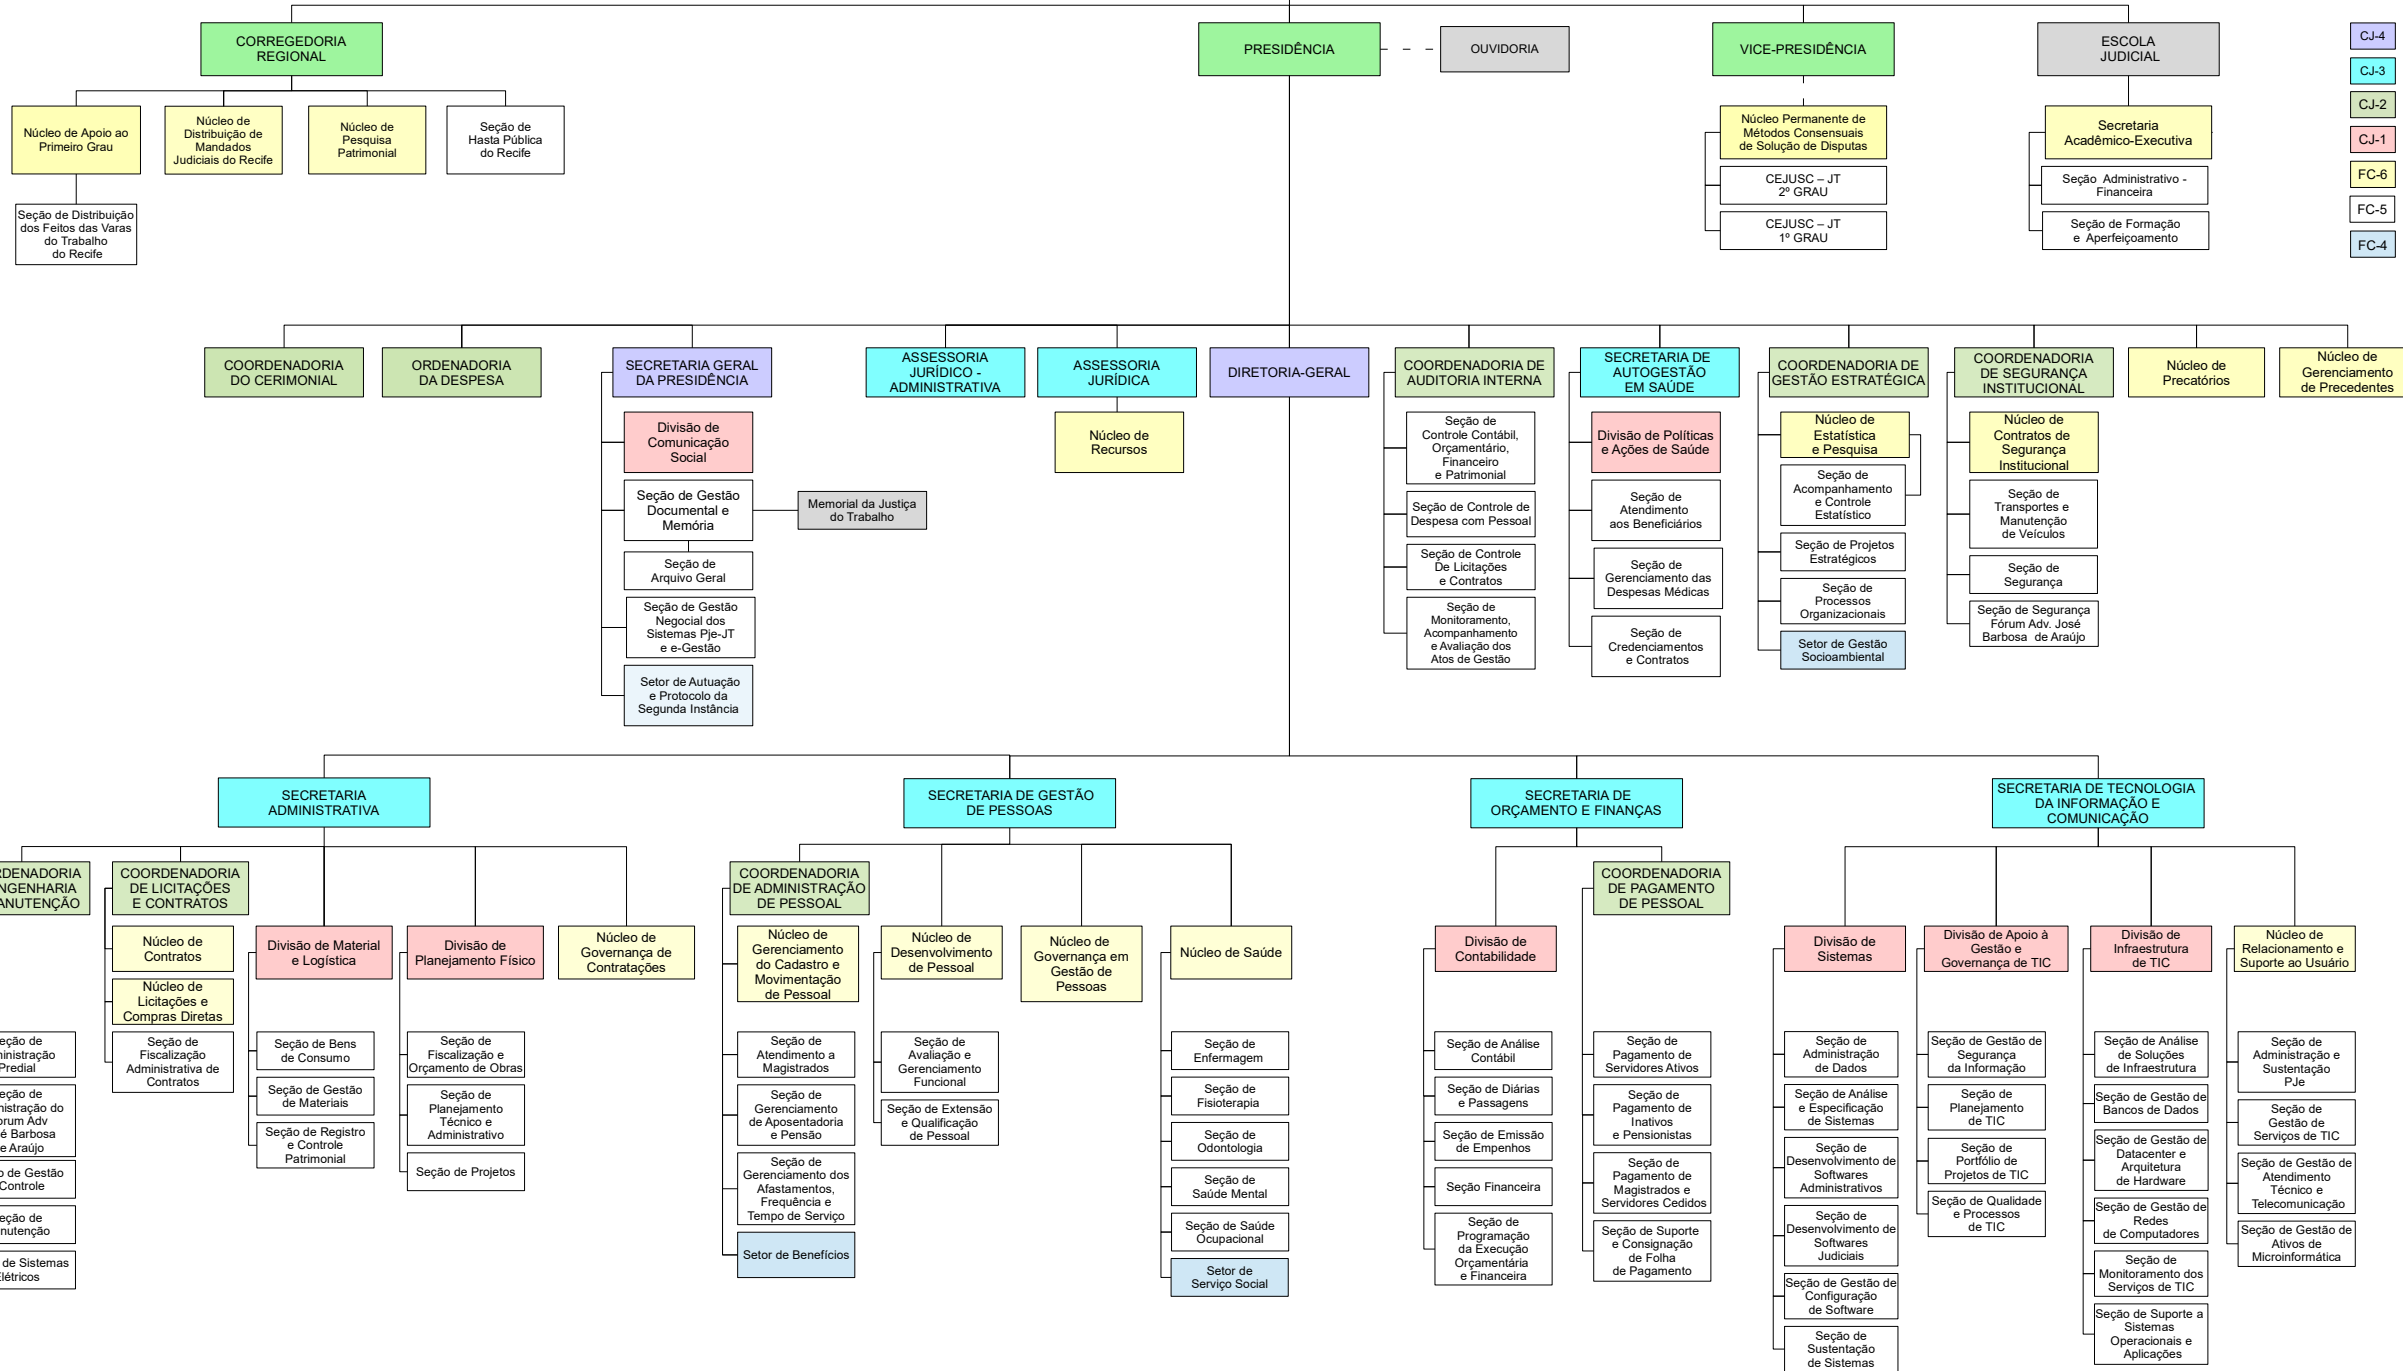 CORREGEDORIA
REGIONAL
PRESIDÊNCIA
OUVIDORIA
VICE-PRESIDÊNCIA
ESCOLA
JUDICIAL
CJ-4
CJ-3
CJ-2
CJ-1
FC-6
FC-5
FC-4
Núcleo de Apoio ao
Primeiro Grau
Núcleo de
Distribuição de
Mandados
Judiciais do Recife
Núcleo de
Pesquisa
Patrimonial
Seção de
Hasta Pública
do Recife
Seção de Distribuição
dos Feitos das Varas
do Trabalho
do Recife
Núcleo Permanente de
Métodos Consensuais
de Solução de Disputas
CEJUSC – JT
2º GRAU
CEJUSC – JT
1º GRAU
Secretaria
Acadêmico-Executiva
Seção Administrativo -
Financeira
Seção de Formação
e Aperfeiçoamento
COORDENADORIA
DO CERIMONIAL
ORDENADORIA
DA DESPESA
SECRETARIA GERAL
DA PRESIDÊNCIA
ASSESSORIA
JURÍDICO -
ADMINISTRATIVA
ASSESSORIA
JURÍDICA
DIRETORIA-GERAL
COORDENADORIA DE
AUDITORIA INTERNA
SECRETARIA DE
AUTOGESTÃO
EM SAÚDE
COORDENADORIA DE
GESTÃO ESTRATÉGICA
COORDENADORIA
DE SEGURANÇA
INSTITUCIONAL
Núcleo de
Precatórios
Núcleo de
Gerenciamento
de Precedentes
Divisão de
Comunicação
Social
Seção de Gestão
Documental e
Memória
Memorial da Justiça
do Trabalho
Seção de
Arquivo Geral
Seção de Gestão
Negocial dos
Sistemas Pje-JT
e e-Gestão
Setor de Autuação
e Protocolo da
Segunda Instância
Núcleo de
Recursos
Seção de
Controle Contábil,
Orçamentário,
Financeiro
e Patrimonial
Seção de Controle de
Despesa com Pessoal
Seção de Controle
De Licitações
e Contratos
Seção de
Monitoramento,
Acompanhamento
e Avaliação dos
Atos de Gestão
Divisão de Políticas
e Ações de Saúde
Seção de
Atendimento
aos Beneficiários
Seção de
Gerenciamento das
Despesas Médicas
Seção de
Credenciamentos
e Contratos
Núcleo de
Estatística
e Pesquisa
Seção de
Acompanhamento
e Controle
Estatístico
Seção de Projetos
Estratégicos
Seção de
Processos
Organizacionais
Setor de Gestão
Socioambiental
Núcleo de
Contratos de
Segurança
Institucional
Seção de
Transportes e
Manutenção
de Veículos
Seção de
Segurança
Seção de Segurança
Fórum Adv. José
Barbosa de Araújo
SECRETARIA
ADMINISTRATIVA
SECRETARIA DE GESTÃO
DE PESSOAS
SECRETARIA DE
ORÇAMENTO E FINANÇAS
SECRETARIA DE TECNOLOGIA
DA INFORMAÇÃO E
COMUNICAÇÃO
RDENADORIA
NGENHARIA
ANUTENÇÃO
eção de
inistração
Predial
eção de
nistração do
órum Adv
é Barbosa
e Araújo
o de Gestão
Controle
eção de
nutenção
de Sistemas
létricos
COORDENADORIA
DE LICITAÇÕES
E CONTRATOS
Núcleo de
Contratos
Núcleo de
Licitações e
Compras Diretas
Seção de
Fiscalização
Administrativa de
Contratos
Divisão de Material
e Logística
Seção de Bens
de Consumo
Seção de Gestão
de Materiais
Seção de Registro
e Controle
Patrimonial
Divisão de
Planejamento Físico
Seção de
Fiscalização e
Orçamento de Obras
Seção de
Planejamento
Técnico e
Administrativo
Seção de Projetos
Núcleo de
Governança de
Contratações
COORDENADORIA
DE ADMINISTRAÇÃO
DE PESSOAL
Núcleo de
Gerenciamento
do Cadastro e
Movimentação
de Pessoal
Seção de
Atendimento a
Magistrados
Seção de
Gerenciamento
de Aposentadoria
e Pensão
Seção de
Gerenciamento dos
Afastamentos,
Frequência e
Tempo de Serviço
Setor de Benefícios
Núcleo de
Desenvolvimento
de Pessoal
Seção de
Avaliação e
Gerenciamento
Funcional
Seção de Extensão
e Qualificação
de Pessoal
Núcleo de
Governança em
Gestão de
Pessoas
Núcleo de Saúde
Seção de
Enfermagem
Seção de
Fisioterapia
Seção de
Odontologia
Seção de
Saúde Mental
Seção de Saúde
Ocupacional
Setor de
Serviço Social
Divisão de
Contabilidade
Seção de Análise
Contábil
Seção de Diárias
e Passagens
Seção de Emissão
de Empenhos
Seção Financeira
Seção de
Programação
da Execução
Orçamentária
e Financeira
COORDENADORIA
DE PAGAMENTO
DE PESSOAL
Seção de
Pagamento de
Servidores Ativos
Seção de
Pagamento de
Inativos
e Pensionistas
Seção de
Pagamento de
Magistrados e
Servidores Cedidos
Seção de Suporte
e Consignação
de Folha
de Pagamento
Divisão de
Sistemas
Seção de
Administração
de Dados
Seção de Análise
e Especificação
de Sistemas
Seção de
Desenvolvimento de
Softwares
Administrativos
Seção de
Desenvolvimento de
Softwares
Judiciais
Seção de Gestão de
Configuração
de Software
Seção de
Sustentação
de Sistemas
Divisão de Apoio à
Gestão e
Governança de TIC
Seção de Gestão de
Segurança
da Informação
Seção de
Planejamento
de TIC
Seção de
Portfólio de
Projetos de TIC
Seção de Qualidade
e Processos
de TIC
Divisão de
Infraestrutura
de TIC
Seção de Análise
de Soluções
de Infraestrutura
Seção de Gestão de
Bancos de Dados
Seção de Gestão de
Datacenter e
Arquitetura
de Hardware
Seção de Gestão de
Redes
de Computadores
Seção de
Monitoramento dos
Serviços de TIC
Seção de Suporte a
Sistemas
Operacionais e
Aplicações
Núcleo de
Relacionamento e
Suporte ao Usuário
Seção de
Administração e
Sustentação
PJe
Seção de
Gestão de
Serviços de TIC
Seção de Gestão de
Atendimento
Técnico e
Telecomunicação
Seção de Gestão de
Ativos de
Microinformática